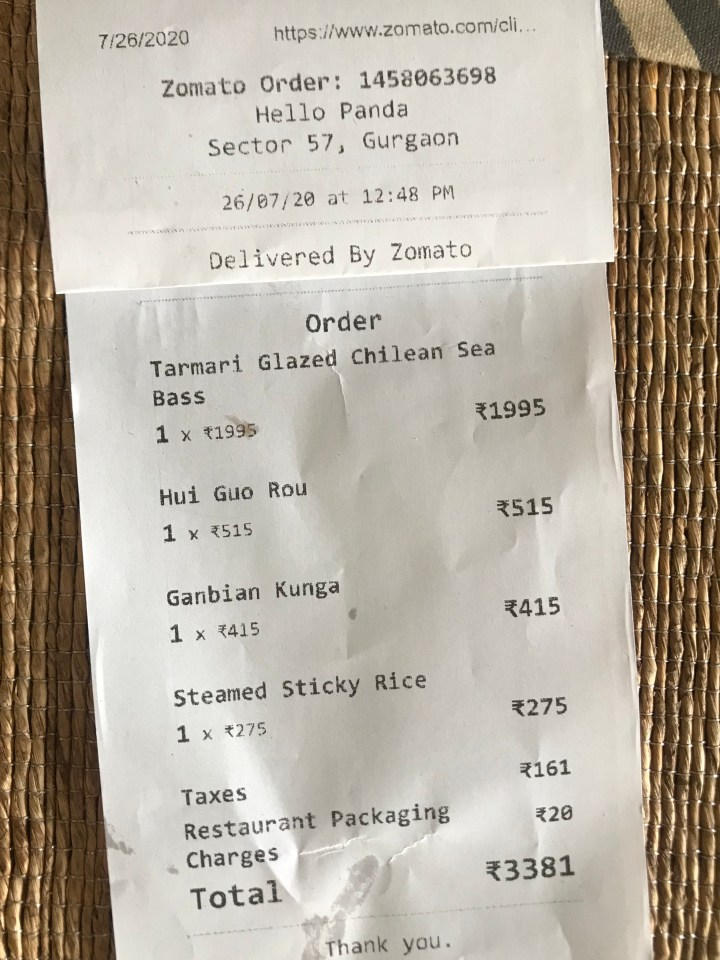 7/26/2020 https://www.zomato.com/cli...
Zomato Order: 1458063698
Hello Panda
Sector 57, Gurgaon
26/07/20 at 12:48 PM
Delivered By Zomato
Order
Tarmari Glazed Chilean Sea
Bass
1 x ₹1995 ₹1995
Hui Guo Rou
1 x ₹515 ₹515
Ganbian Kunga
1 x ₹415 ₹415
Steamed Sticky Rice
1 x ₹275 ₹275
Taxes ₹161
Restaurant Packaging ₹20
Charges
Total ₹3381
Thank you.